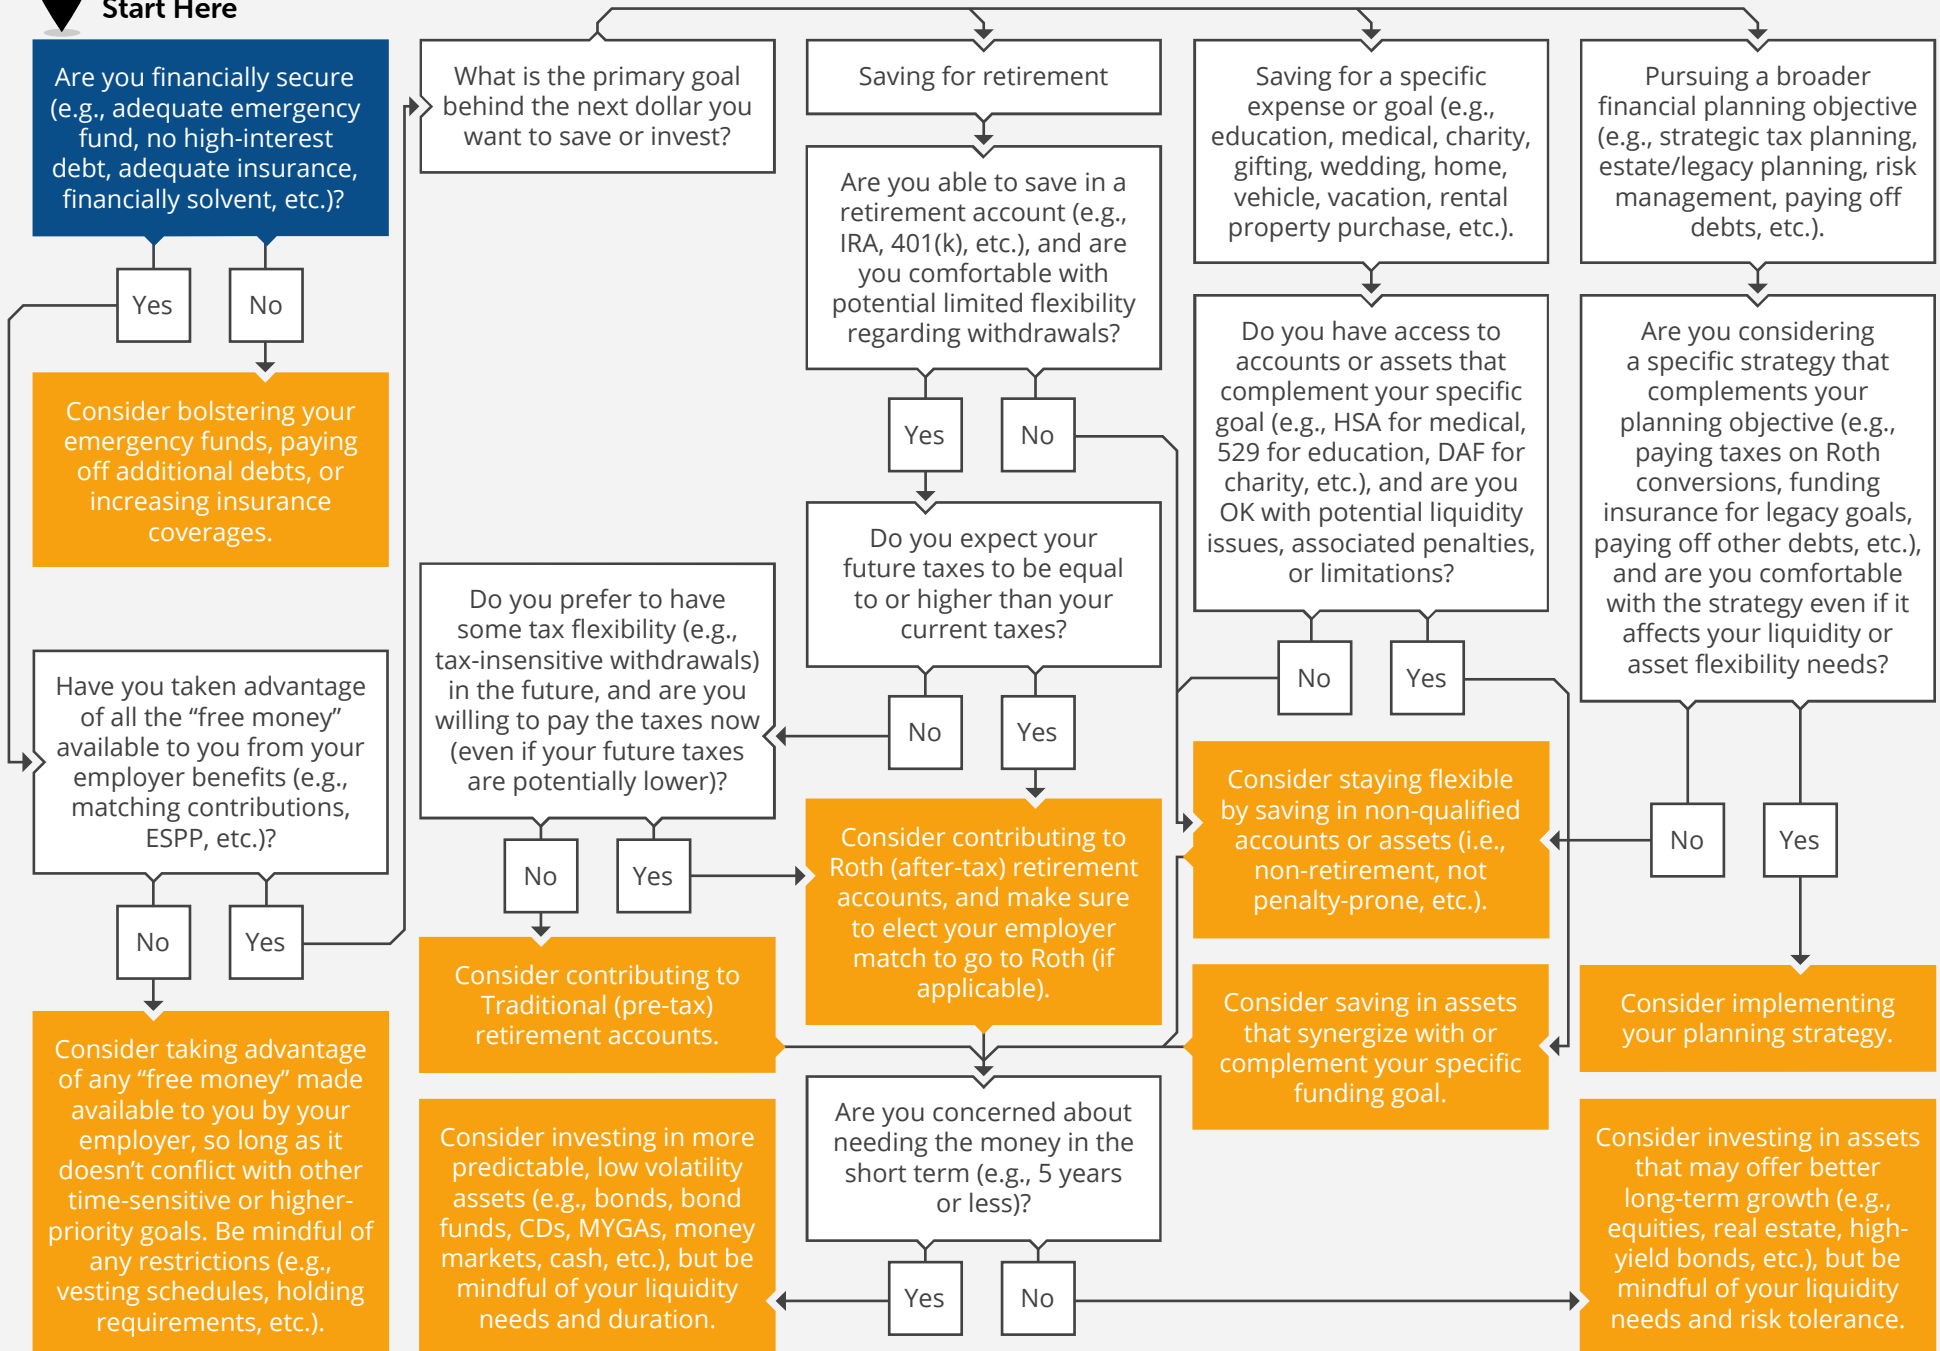 Start Here
Are you financially secure
(e.g., adequate emergency
fund, no high-interest
debt, adequate insurance,
financially solvent, etc.)?
Yes
No
Consider bolstering your
emergency funds, paying
off additional debts, or
increasing insurance
coverages.
Have you taken advantage
of all the “free money”
available to you from your
employer benefits (e.g.,
matching contributions,
ESPP, etc.)?
No
Yes
Consider taking advantage
of any “free money” made
available to you by your
employer, so long as it
doesn’t conflict with other
time-sensitive or higher-
priority goals. Be mindful of
any restrictions (e.g.,
vesting schedules, holding
requirements, etc.).
What is the primary goal
behind the next dollar you
want to save or invest?
Saving for retirement
Are you able to save in a
retirement account (e.g.,
IRA, 401(k), etc.), and are
you comfortable with
potential limited flexibility
regarding withdrawals?
Yes
No
Do you expect your
future taxes to be equal
to or higher than your
current taxes?
No
Yes
Do you prefer to have
some tax flexibility (e.g.,
tax-insensitive withdrawals)
in the future, and are you
willing to pay the taxes now
(even if your future taxes
are potentially lower)?
No
Yes
Consider contributing to
Traditional (pre-tax)
retirement accounts.
Consider contributing to
Roth (after-tax) retirement
accounts, and make sure
to elect your employer
match to go to Roth (if
applicable).
Saving for a specific
expense or goal (e.g.,
education, medical, charity,
gifting, wedding, home,
vehicle, vacation, rental
property purchase, etc.).
Do you have access to
accounts or assets that
complement your specific
goal (e.g., HSA for medical,
529 for education, DAF for
charity, etc.), and are you
OK with potential liquidity
issues, associated penalties,
or limitations?
No
Yes
Consider staying flexible
by saving in non-qualified
accounts or assets (i.e.,
non-retirement, not
penalty-prone, etc.).
Consider saving in assets
that synergize with or
complement your specific
funding goal.
Pursuing a broader
financial planning objective
(e.g., strategic tax planning,
estate/legacy planning, risk
management, paying off
debts, etc.).
Are you considering
a specific strategy that
complements your
planning objective (e.g.,
paying taxes on Roth
conversions, funding
insurance for legacy goals,
paying off other debts, etc.),
and are you comfortable
with the strategy even if it
affects your liquidity or
asset flexibility needs?
No
Yes
Consider implementing
your planning strategy.
Are you concerned about
needing the money in the
short term (e.g., 5 years
or less)?
Yes
No
Consider investing in more
predictable, low volatility
assets (e.g., bonds, bond
funds, CDs, MYGAs, money
markets, cash, etc.), but be
mindful of your liquidity
needs and duration.
Consider investing in assets
that may offer better
long-term growth (e.g.,
equities, real estate, high-
yield bonds, etc.), but be
mindful of your liquidity
needs and risk tolerance.